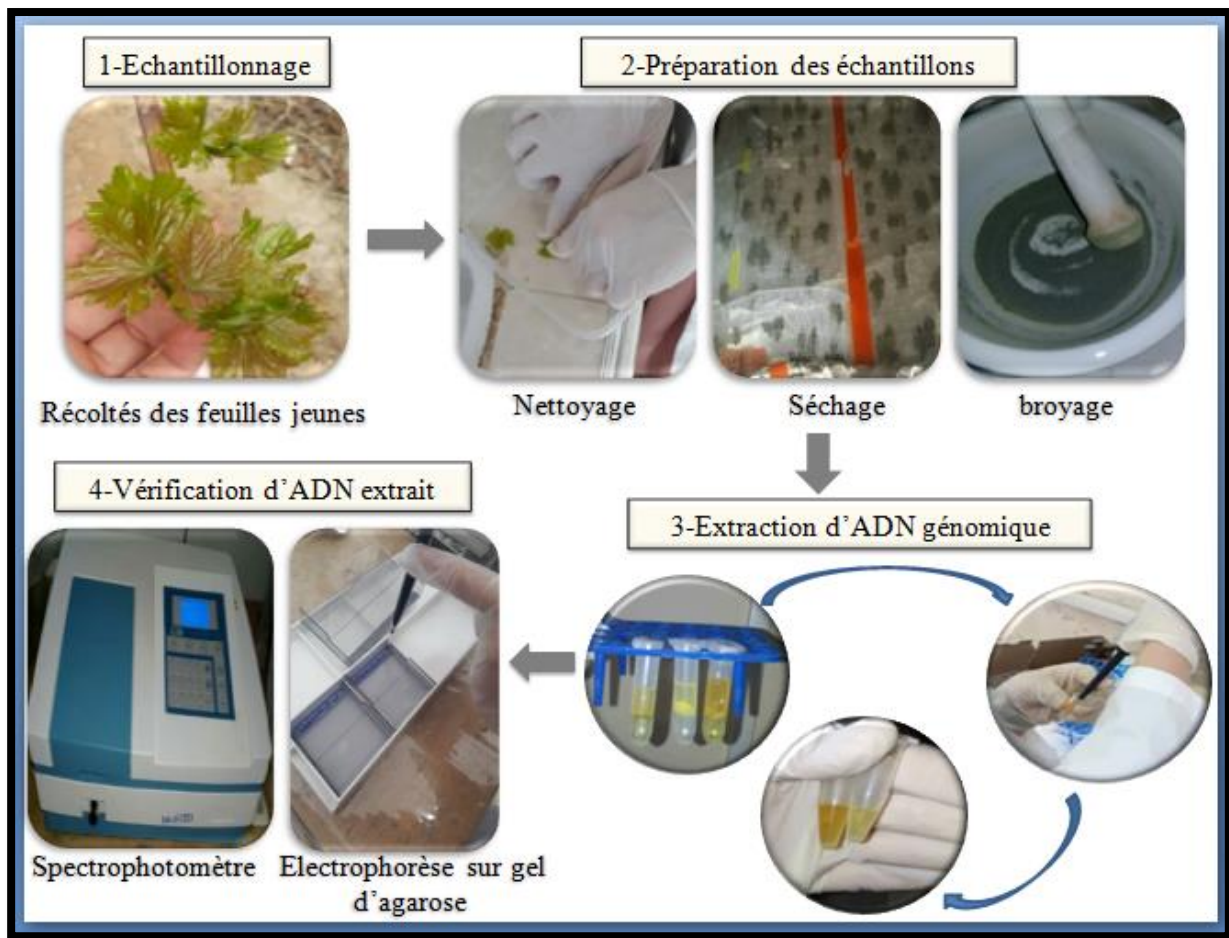 1-Echantillonnage
2-Préparation des échantillons
Récoltés des feuilles jeunes
Nettoyage
Séchage
broyage
3-Extraction d'ADN génomique
4-Vérification d'ADN extrait
Spectrophotomètre
Electrophorèse sur gel
d'agarose